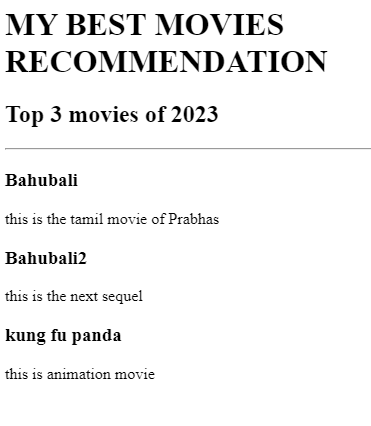 MY BEST MOVIES
RECOMMENDATION
Top 3 movies of 2023
Bahubali
this is the tamil movie of Prabhas
Bahubali2
this is the next sequel
kung fu panda
this is animation movie